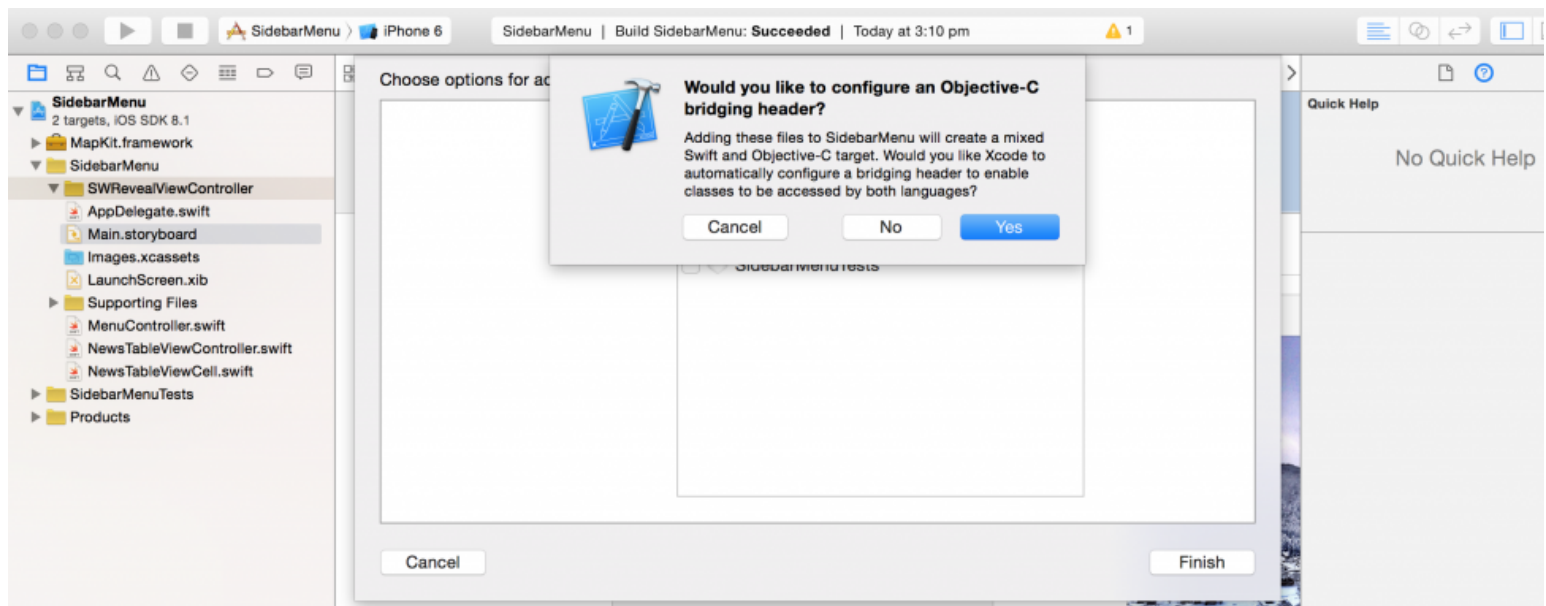 SidebarMenu
iPhone 6
SidebarMenu | Build SidebarMenu: Succeeded | Today at 3:10 pm
1
SidebarMenu
2 targets, iOS SDK 8.1
MapKit.framework
SidebarMenu
SWRevealViewController
AppDelegate.swift
Main.storyboard
Images.xcassets
LaunchScreen.xib
Supporting Files
MenuController.swift
NewsTableViewController.swift
NewsTableViewCell.swift
SidebarMenuTests
Products
Choose options for ad
Would you like to configure an Objective-C
bridging header?
Adding these files to SidebarMenu will create a mixed
Swift and Objective-C target. Would you like Xcode to
automatically configure a bridging header to enable
classes to be accessed by both languages?
Cancel
No
Yes
SidebarMenuTests
Cancel
Finish
Quick Help
No Quick Help